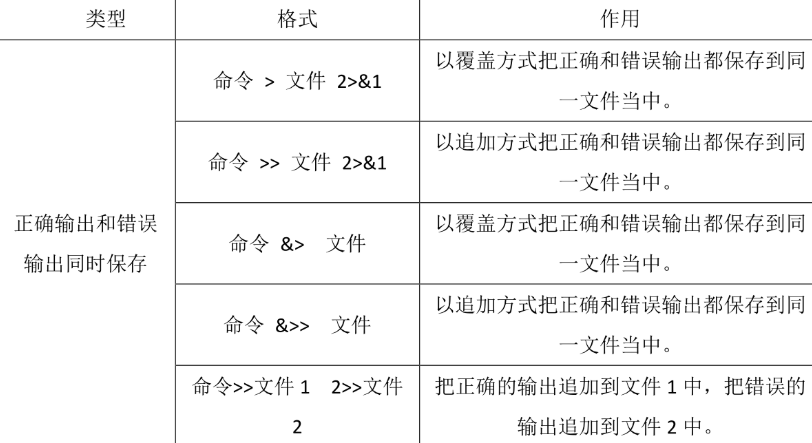 类型 格式 作用
命令 > 文件 2>&1
以覆盖方式把正确和错误输出都保存到同
一文件当中。
命令 >> 文件 2>&1
以追加方式把正确和错误输出都保存到同
一文件当中。
正确输出和错误
输出同时保存
命令 &> 文件
以覆盖方式把正确和错误输出都保存到同
一文件当中。
命令 &>> 文件
以追加方式把正确和错误输出都保存到同
一文件当中。
命令>>文件 1 2>>文件
2
把正确的输出追加到文件 1 中，把错误的
输出追加到文件 2 中。